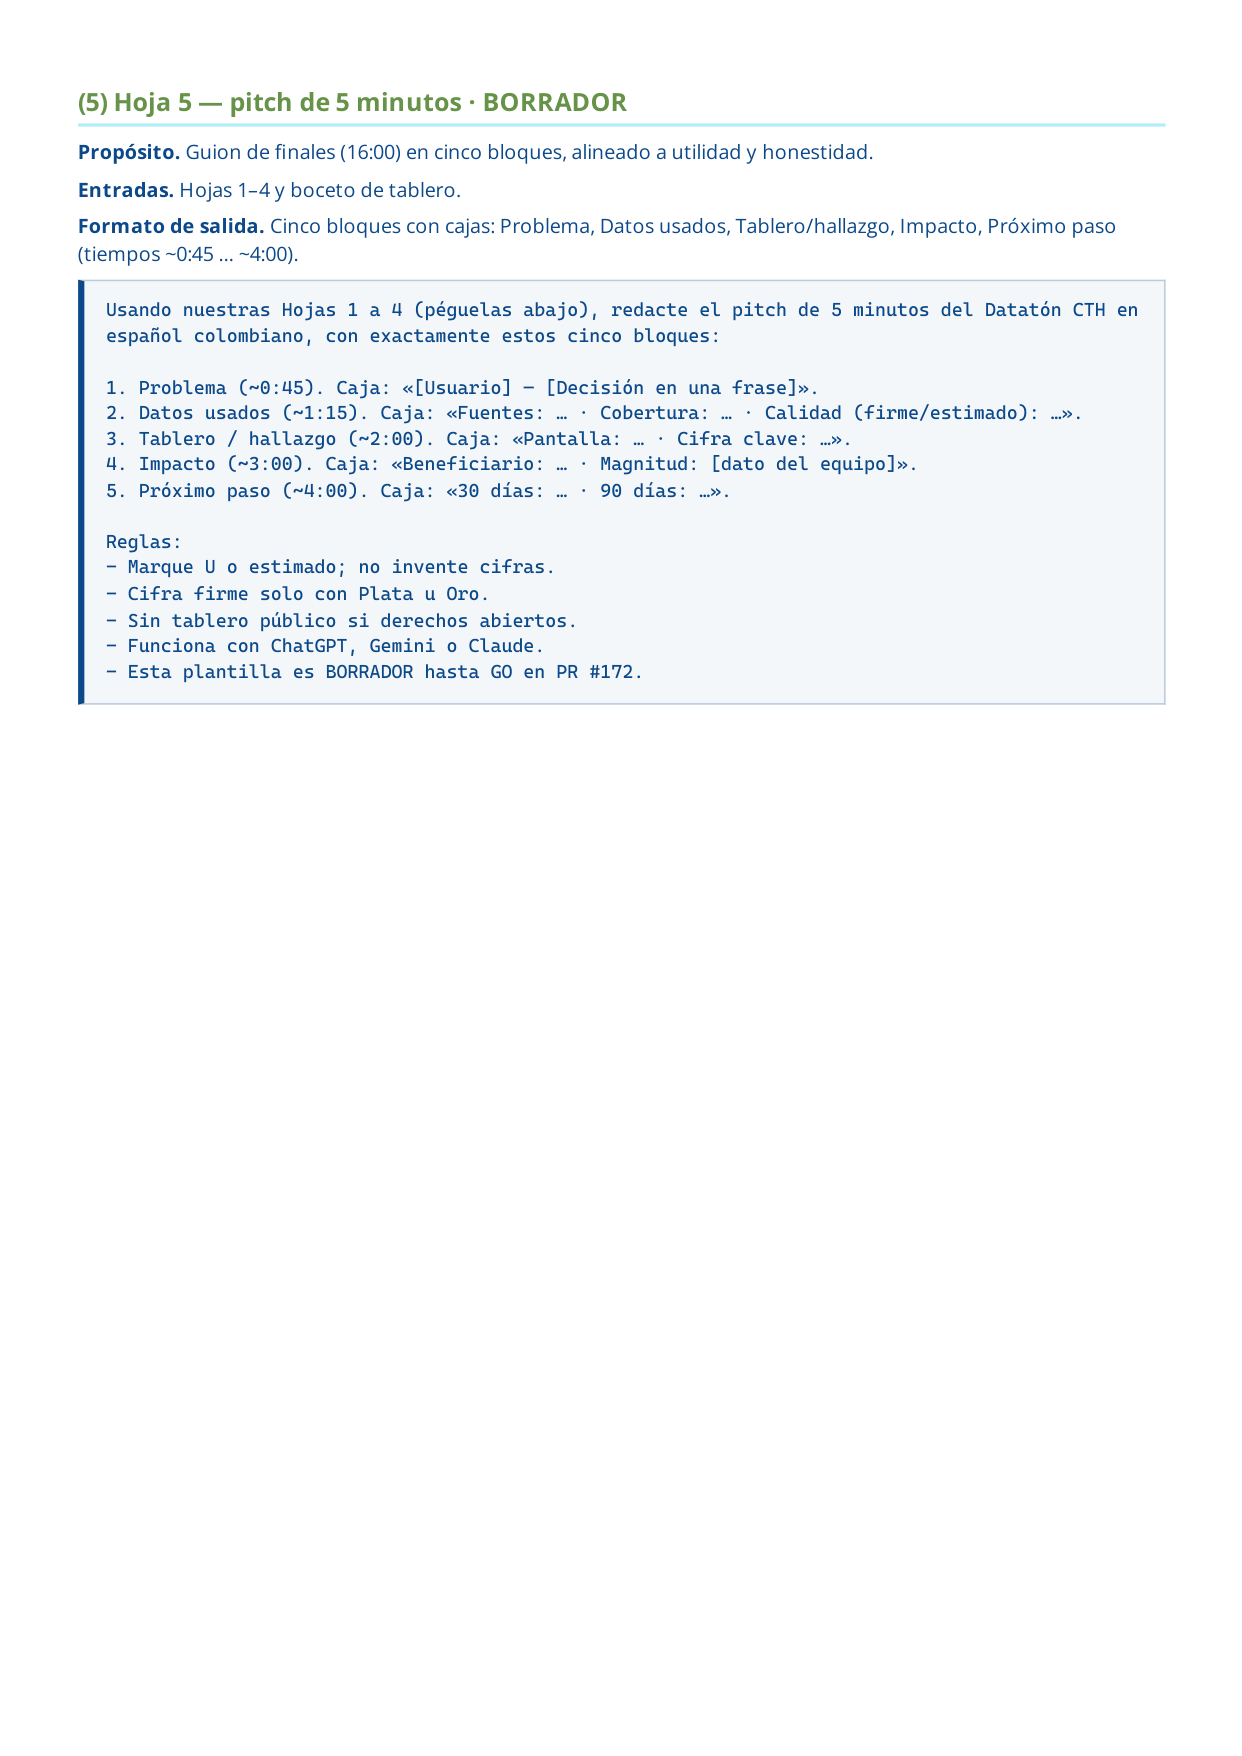 (5) Hoja 5 — pitch de 5 minutos · BORRADOR
Propósito. Guion de finales (16:00) en cinco bloques, alineado a utilidad y honestidad.
Entradas. Hojas 1–4 y boceto de tablero.
Formato de salida. Cinco bloques con cajas: Problema, Datos usados, Tablero/hallazgo, Impacto, Próximo paso
(tiempos ~0:45 … ~4:00).
Usando nuestras Hojas 1 a 4 (péguelas abajo), redacte el pitch de 5 minutos del Datatón CTH en
español colombiano, con exactamente estos cinco bloques:
1. Problema (~0:45). Caja: «[Usuario] — [Decisión en una frase]».
2. Datos usados (~1:15). Caja: «Fuentes: … · Cobertura: … · Calidad (firme/estimado): …».
3. Tablero / hallazgo (~2:00). Caja: «Pantalla: … · Cifra clave: …».
4. Impacto (~3:00). Caja: «Beneficiario: … · Magnitud: [dato del equipo]».
5. Próximo paso (~4:00). Caja: «30 días: … · 90 días: …».
Reglas:
– Marque U o estimado; no invente cifras.
– Cifra firme solo con Plata u Oro.
– Sin tablero público si derechos abiertos.
– Funciona con ChatGPT, Gemini o Claude.
– Esta plantilla es BORRADOR hasta GO en PR #172.